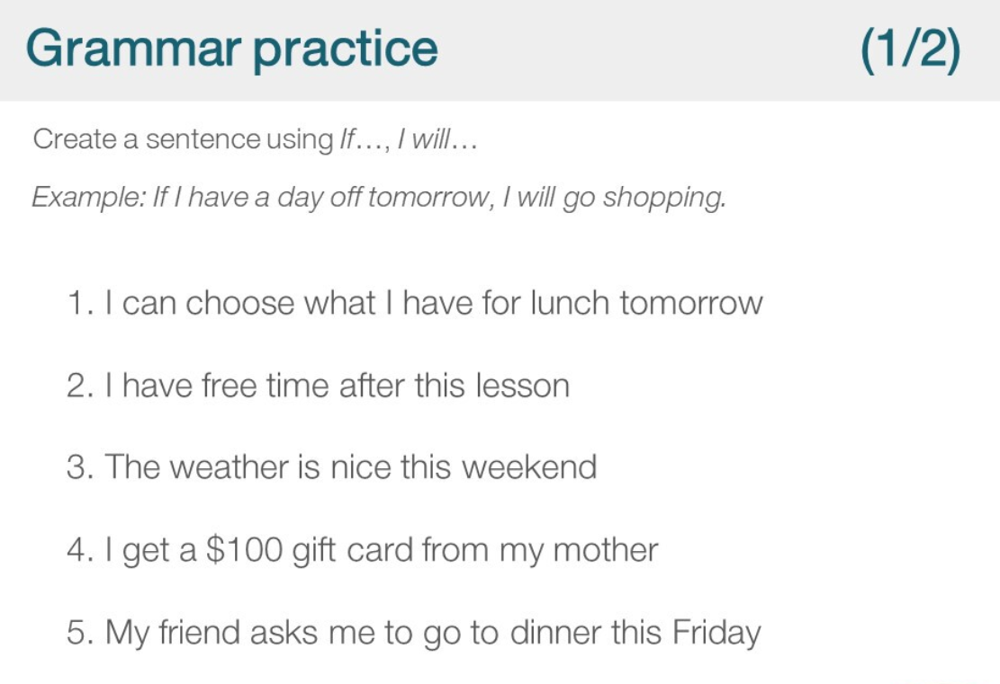 Grammar practice (1/2)
Create a sentence using If…, I will…
Example: If I have a day off tomorrow, I will go shopping.
1. I can choose what I have for lunch tomorrow
2. I have free time after this lesson
3. The weather is nice this weekend
4. I get a $100 gift card from my mother
5. My friend asks me to go to dinner this Friday